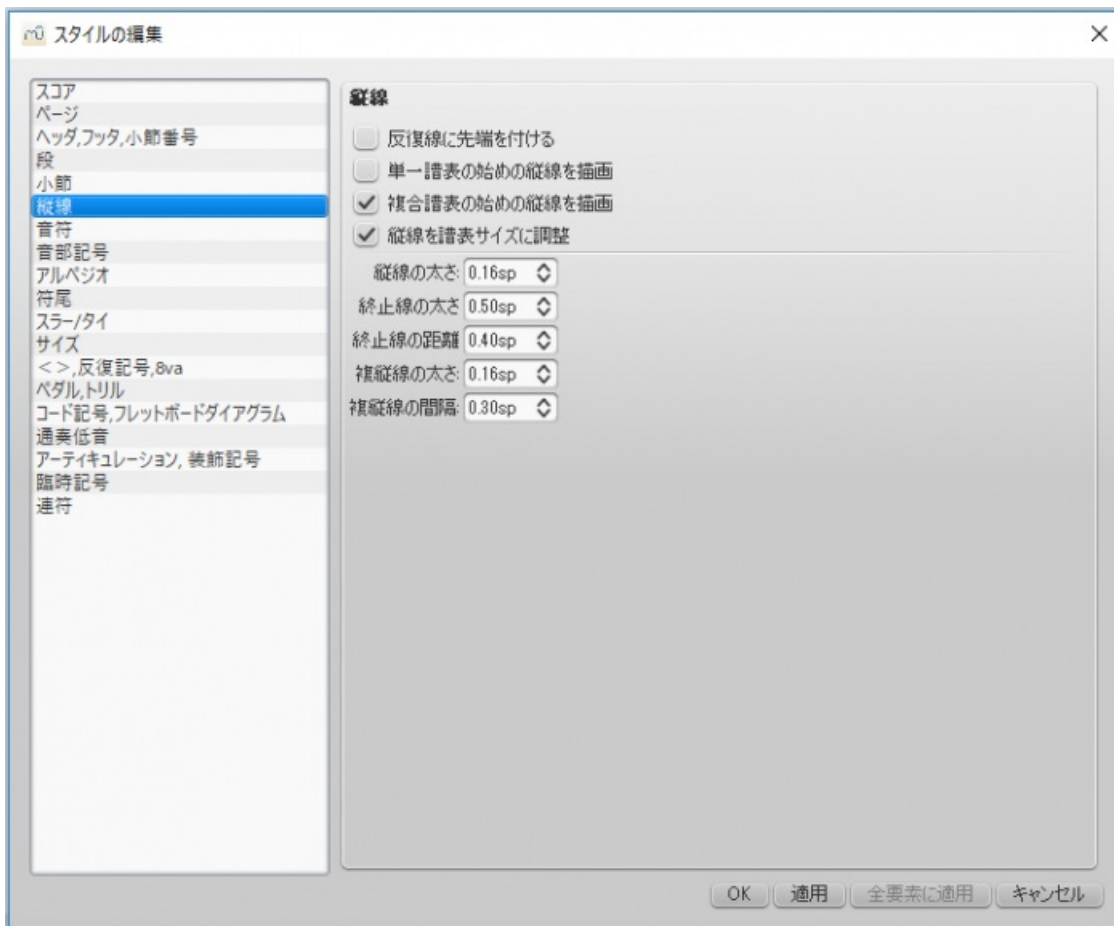 mû スタイルの編集
スコア
ページ
ヘッダ,フッタ,小節番号
段
小節
縦線
音符
音部記号
アルペジオ
符尾
スラー/タイ
サイズ
<>,反復記号,8va
ペダル,トリル
コード記号,フレットボードダイアグラム
通奏低音
アーティキュレーション, 装飾記号
臨時記号
連符
縦線
反復線に先端を付ける
単一譜表の始めの縦線を描画
複合譜表の始めの縦線を描画
縦線を譜表サイズに調整
縦線の太さ: 0.16sp
終止線の太さ 0.50sp
終止線の距離 0.40sp
複縦線の太さ: 0.16sp
複縦線の間隔: 0.30sp
OK 適用 全要素に適用 キャンセル